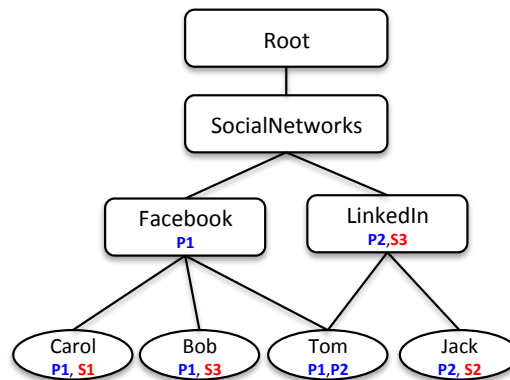 Root
SocialNetworks
Facebook
P1
LinkedIn
P2,S3
Carol
P1, S1
Bob
P1, S3
Tom
P1,P2
Jack
P2, S2